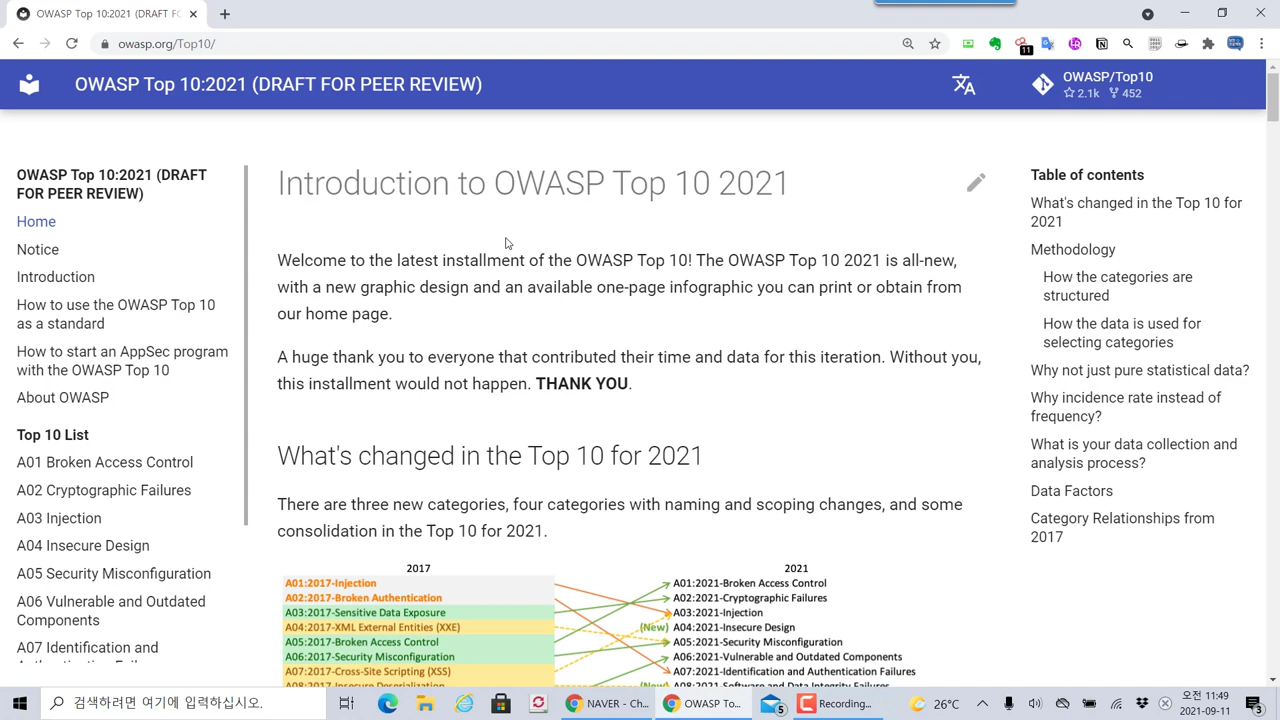 OWASP Top 10:2021 (DRAFT FC
owasp.org/Top10/
11
OWASP Top 10:2021 (DRAFT FOR PEER REVIEW)
OWASP/Top10
2.1k 452
OWASP Top 10:2021 (DRAFT
FOR PEER REVIEW)
Home
Notice
Introduction
How to use the OWASP Top 10
as a standard
How to start an AppSec program
with the OWASP Top 10
About OWASP
Top 10 List
A01 Broken Access Control
A02 Cryptographic Failures
A03 Injection
A04 Insecure Design
A05 Security Misconfiguration
A06 Vulnerable and Outdated
Components
A07 Identification and
Introduction to OWASP Top 10 2021
Welcome to the latest installment of the OWASP Top 10! The OWASP Top 10 2021 is all-new,
with a new graphic design and an available one-page infographic you can print or obtain from
our home page.
A huge thank you to everyone that contributed their time and data for this iteration. Without you,
this installment would not happen. THANK YOU.
What's changed in the Top 10 for 2021
There are three new categories, four categories with naming and scoping changes, and some
consolidation in the Top 10 for 2021.
2017
A01:2017-Injection
A02:2017-Broken Authentication
A03:2017-Sensitive Data Exposure
A04:2017-XML External Entities (XXE)
A05:2017-Broken Access Control
A06:2017-Security Misconfiguration
A07:2017-Cross-Site Scripting (XSS)
A08:2017-Insecure Deserialization
2021
A01:2021-Broken Access Control
A02:2021-Cryptographic Failures
A03:2021-Injection
(New) A04:2021-Insecure Design
A05:2021-Security Misconfiguration
A06:2021-Vulnerable and Outdated Components
A07:2021-Identification and Authentication Failures
(New) A08:2021-Software and Data Integrity Failures
Table of contents
What's changed in the Top 10 for
2021
Methodology
How the categories are
structured
How the data is used for
selecting categories
Why not just pure statistical data?
Why incidence rate instead of
frequency?
What is your data collection and
analysis process?
Data Factors
Category Relationships from
2017
검색하려면 여기에 입력하십시오.
NAVER - Ch...
OWASP To...
5
Recording...
26°C
오전 11:49
2021-09-11
3